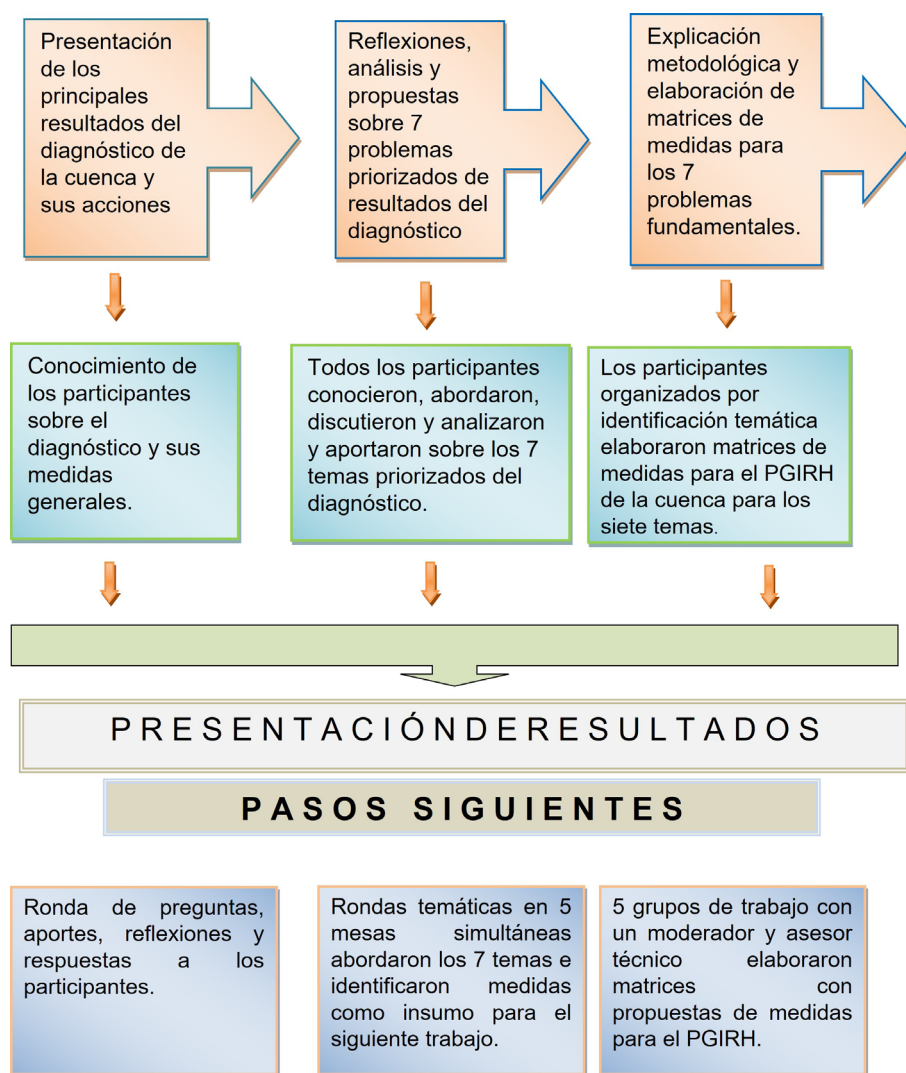 Presentación
de los
principales
resultados del
diagnóstico de
la cuenca y
sus acciones
Reflexiones,
análisis y
propuestas
sobre 7
problemas
priorizados de
resultados del
diagnóstico
Explicación
metodológica y
elaboración de
matrices de
medidas para
los 7
problemas
fundamentales.
Conocimiento de
los participantes
sobre el
diagnóstico y sus
medidas
generales.
Todos los participantes
conocieron, abordaron,
discutieron y analizaron
y aportaron sobre los 7
temas priorizados del
diagnóstico.
Los participantes
organizados por
identificación temática
elaboraron matrices de
medidas para el PGIRH
de la cuenca para los
siete temas.
PRESENTACIÓNDERESULTADOS
PASOS SIGUIENTES
Ronda de preguntas,
aportes, reflexiones y
respuestas a los
participantes.
Rondas temáticas en 5
mesas simultáneas
abordaron los 7 temas e
identificaron medidas
como insumo para el
siguiente trabajo.
5 grupos de trabajo con
un moderador y asesor
técnico elaboraron
matrices con
propuestas de medidas
para el PGIRH.